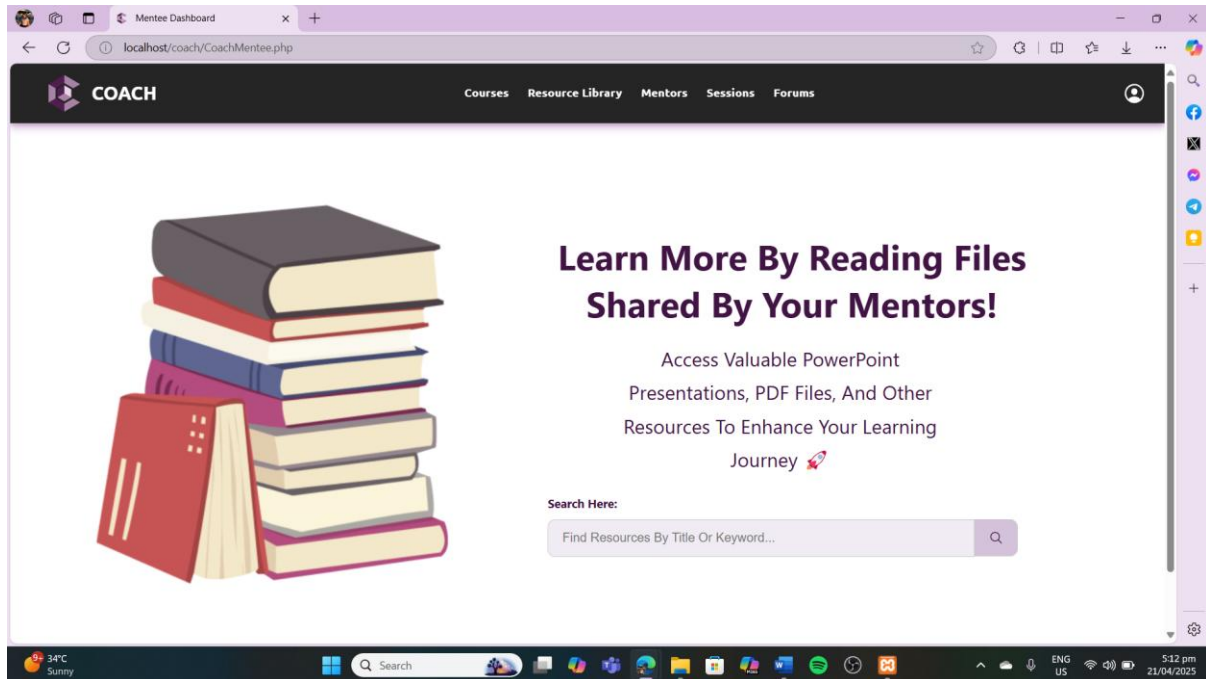 Mentee Dashboard
localhost/coach/CoachMentee.php
COACH
Courses Resource Library Mentors Sessions Forums
Learn More By Reading Files
Shared By Your Mentors!
Access Valuable PowerPoint
Presentations, PDF Files, And Other
Resources To Enhance Your Learning
Journey 🚀
Search Here:
Find Resources By Title Or Keyword...
9+
34°C
Sunny
Search
ENG
US
5:12 pm
21/04/2025